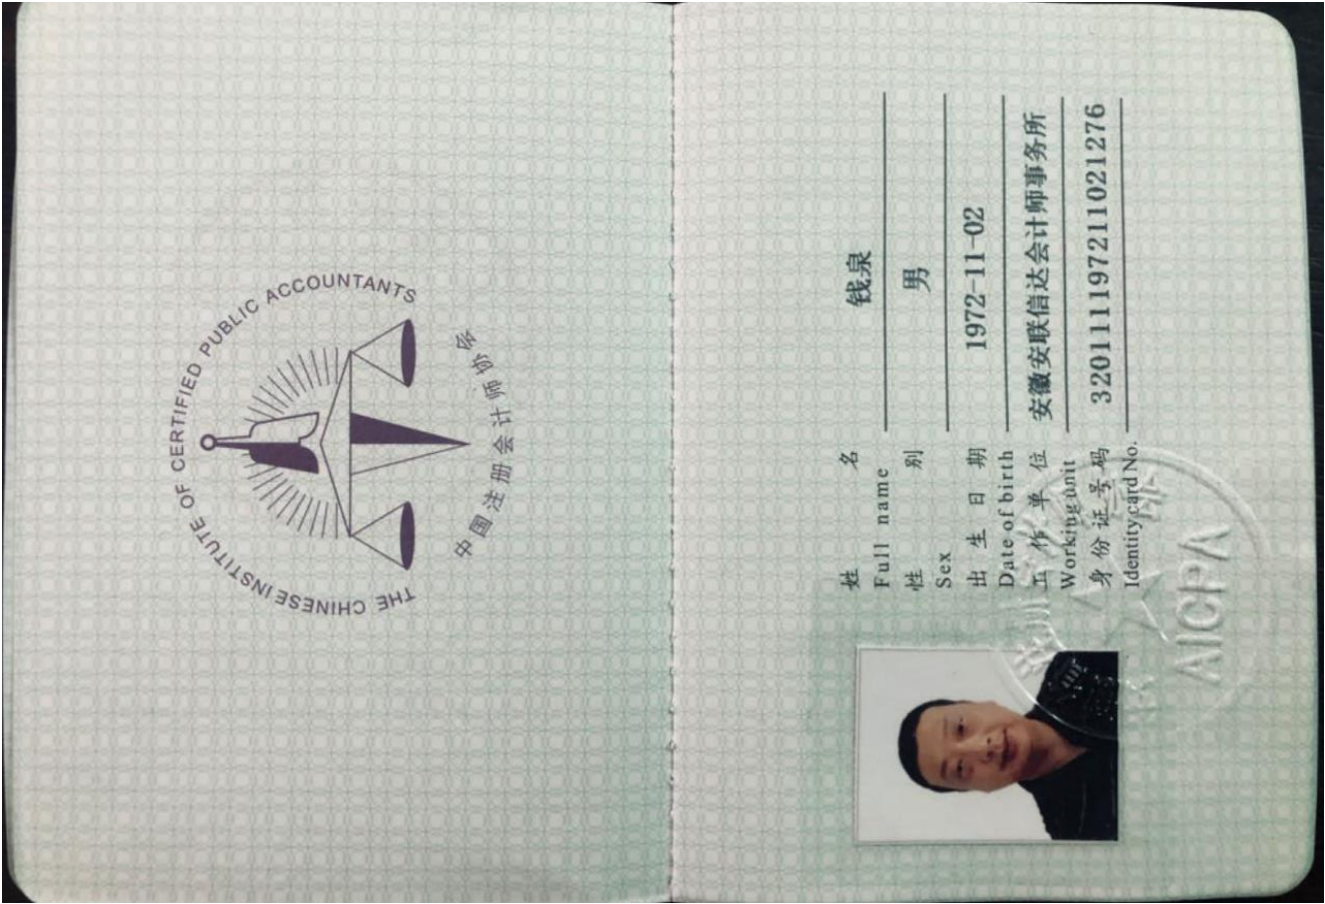 THE CHINESE INSTITUTE OF CERTIFIED PUBLIC ACCOUNTANTS
中国注册会计师协会
姓 名 钱泉
Full name
性 别 男
Sex
出 生 日 期 1972-11-02
Date of birth
工 作 单 位 安徽安联信达会计师事务所
Working unit
身 份 证 号 码 320111197211021276
Identity card No.
AICPA